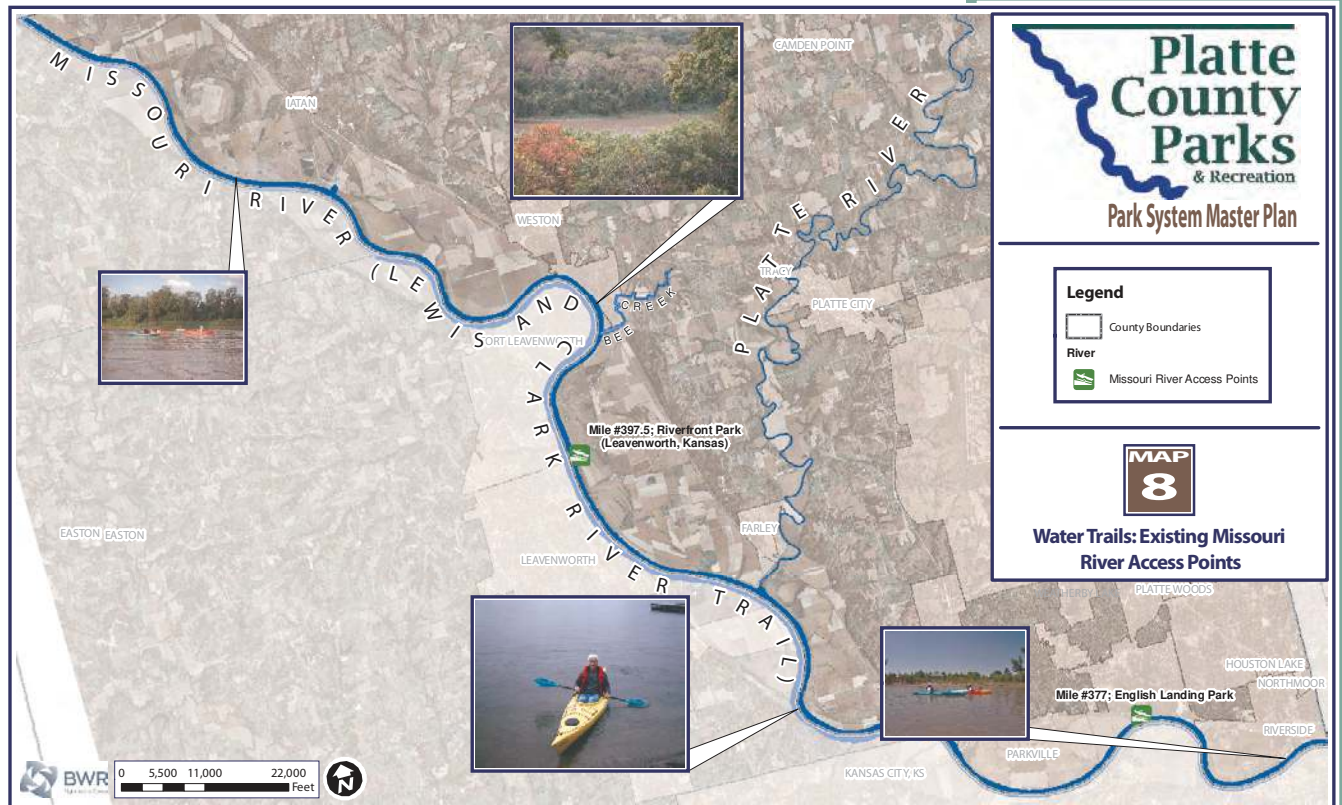 Platte
County
Parks
& Recreation
Park System Master Plan
Legend
County Boundaries
River
Missouri River Access Points
MAP
8
Water Trails: Existing Missouri
River Access Points
MISSOURI RIVER (LEWIS AND CLARK RIVER TRAIL)
PLATTE RIVER
BEE CREEK
CAMDEN POINT
IATAN
WESTON
TRACY
PLATTE CITY
FORT LEAVENWORTH
Mile #397.5; Riverfront Park
(Leavenworth, Kansas)
EASTON EASTON
LEAVENWORTH
FARLEY
PLATTE WOODS
HOUSTON LAKE
NORTHMOOR
Mile #377; English Landing Park
RIVERSIDE
PARKVILLE
KANSAS CITY, KS
BWR
0 5,500 11,000 22,000
Feet
N